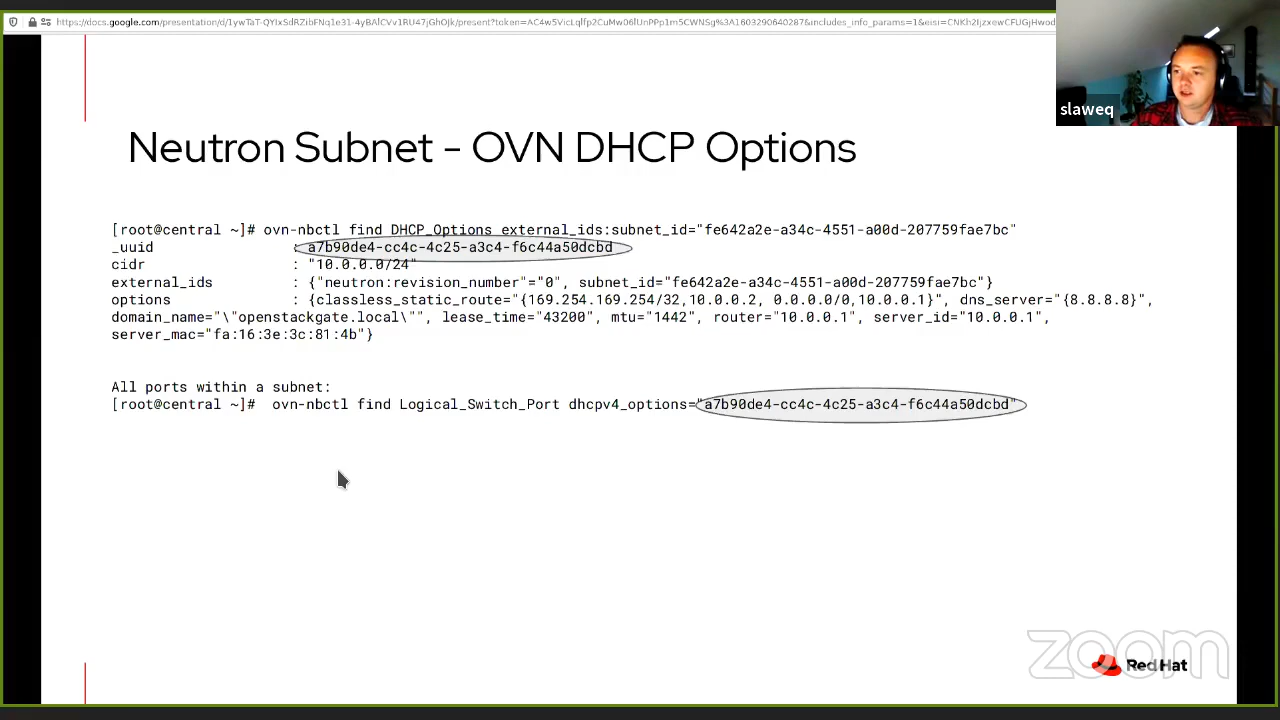 slaweq
Neutron Subnet - OVN DHCP Options
[root@central ~]# ovn-nbctl find DHCP_Options external_ids:subnet_id="fe642a2e-a34c-4551-a00d-207759fae7bc"
_uuid : a7b90de4-cc4c-4c25-a3c4-f6c44a50dcbd
cidr : "10.0.0.0/24"
external_ids : {"neutron:revision_number"="0", subnet_id="fe642a2e-a34c-4551-a00d-207759fae7bc"}
options : {classless_static_route="{169.254.169.254/32,10.0.0.2, 0.0.0.0/0,10.0.0.1}", dns_server="{8.8.8.8}",
domain_name="\"openstackgate.local\"", lease_time="43200", mtu="1442", router="10.0.0.1", server_id="10.0.0.1",
server_mac="fa:16:3e:3c:81:4b"}
All ports within a subnet:
[root@central ~]# ovn-nbctl find Logical_Switch_Port dhcpv4_options="a7b90de4-cc4c-4c25-a3c4-f6c44a50dcbd"
zoom
Red Hat